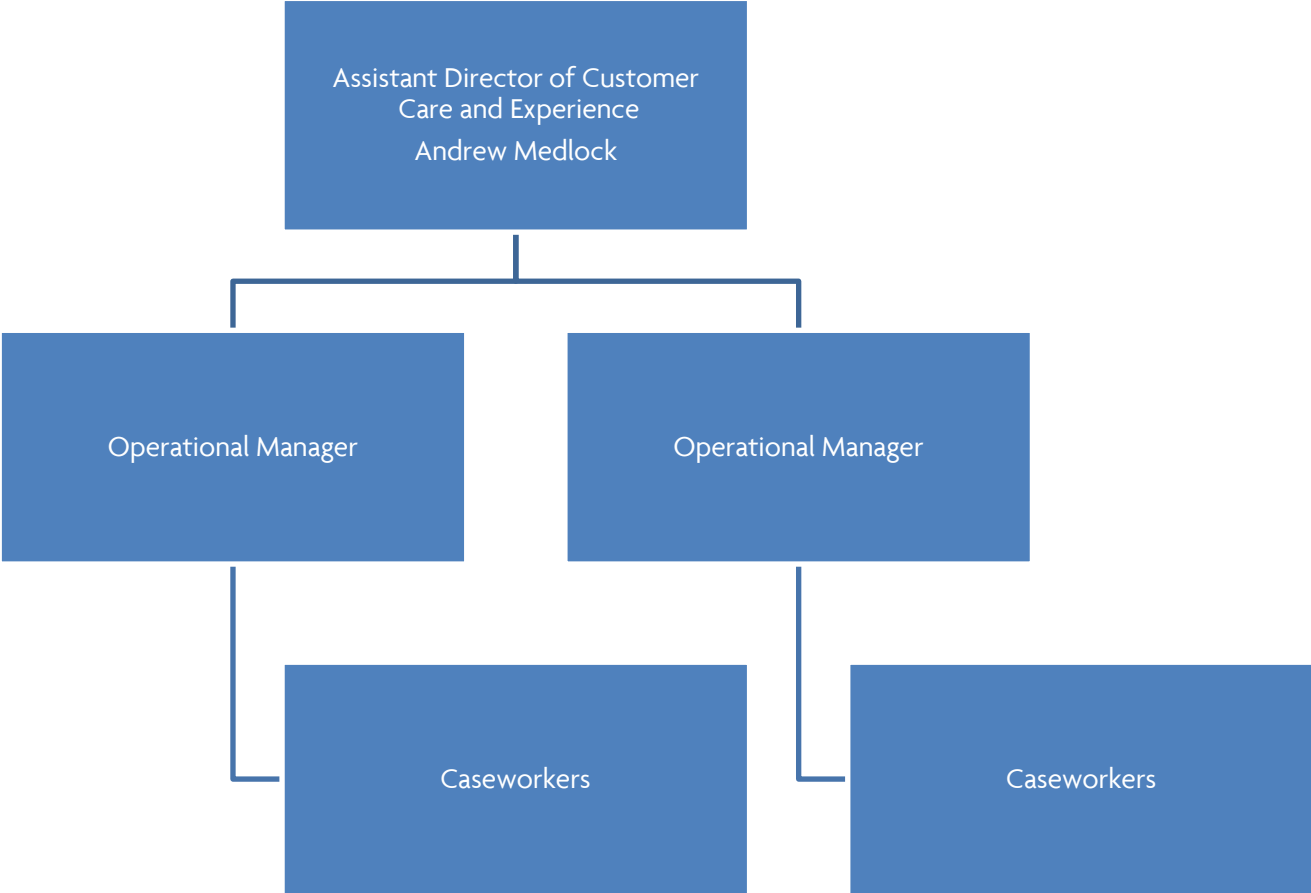 Assistant Director of Customer
Care and Experience
Andrew Medlock
Operational Manager
Operational Manager
Caseworkers
Caseworkers